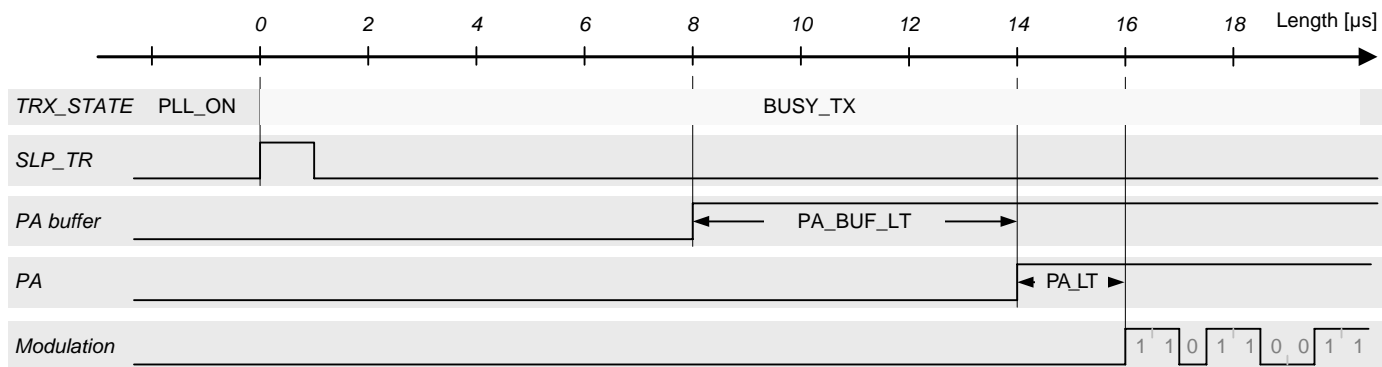 0 2 4 6 8 10 12 14 16 18 Length [µs]
TRX_STATE PLL_ON BUSY_TX
SLP_TR
PA buffer PA_BUF_LT
PA PA_LT
Modulation 1 1 0 1 1 0 0 1 1